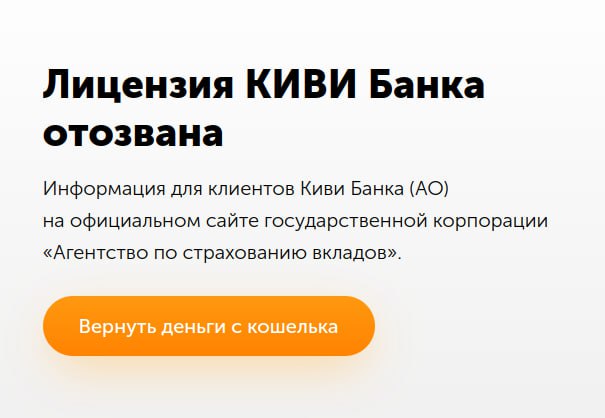 Лицензия КИВИ Банка
отозвана
Информация для клиентов Киви Банка (АО)
на официальном сайте государственной корпорации
«Агентство по страхованию вкладов».
Вернуть деньги с кошелька